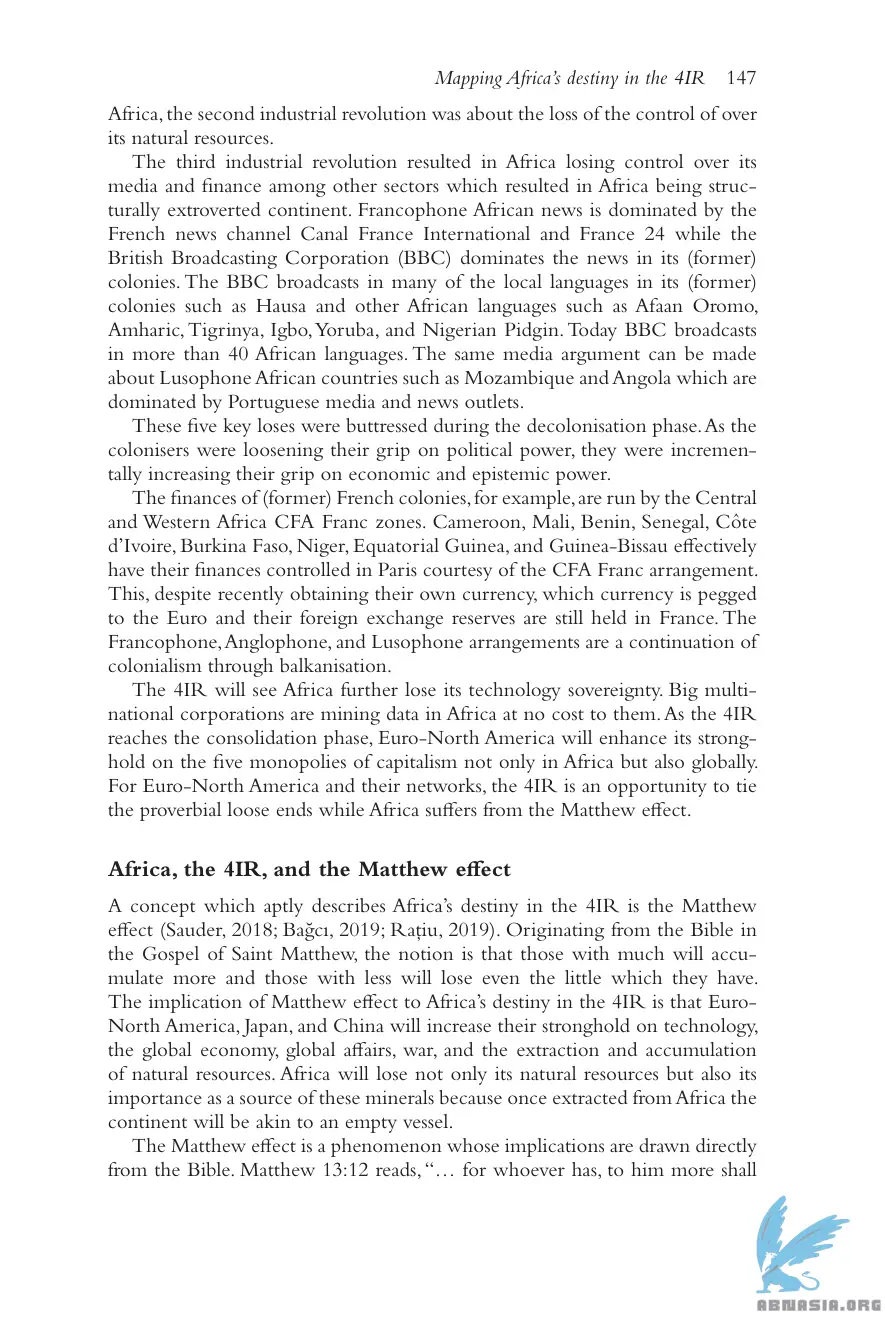 Mapping Africa’s destiny in the 4IR 147
Africa, the second industrial revolution was about the loss of the control of over
its natural resources.
The third industrial revolution resulted in Africa losing control over its
media and finance among other sectors which resulted in Africa being struc-
turally extroverted continent. Francophone African news is dominated by the
French news channel Canal France International and France 24 while the
British Broadcasting Corporation (BBC) dominates the news in its (former)
colonies. The BBC broadcasts in many of the local languages in its (former)
colonies such as Hausa and other African languages such as Afaan Oromo,
Amharic, Tigrinya, Igbo, Yoruba, and Nigerian Pidgin. Today BBC broadcasts
in more than 40 African languages. The same media argument can be made
about Lusophone African countries such as Mozambique and Angola which are
dominated by Portuguese media and news outlets.
These five key loses were buttressed during the decolonisation phase. As the
colonisers were loosening their grip on political power, they were incremen-
tally increasing their grip on economic and epistemic power.
The finances of (former) French colonies, for example, are run by the Central
and Western Africa CFA Franc zones. Cameroon, Mali, Benin, Senegal, Côte
d’Ivoire, Burkina Faso, Niger, Equatorial Guinea, and Guinea-Bissau effectively
have their finances controlled in Paris courtesy of the CFA Franc arrangement.
This, despite recently obtaining their own currency, which currency is pegged
to the Euro and their foreign exchange reserves are still held in France. The
Francophone, Anglophone, and Lusophone arrangements are a continuation of
colonialism through balkanisation.
The 4IR will see Africa further lose its technology sovereignty. Big multi-
national corporations are mining data in Africa at no cost to them. As the 4IR
reaches the consolidation phase, Euro-North America will enhance its strong-
hold on the five monopolies of capitalism not only in Africa but also globally.
For Euro-North America and their networks, the 4IR is an opportunity to tie
the proverbial loose ends while Africa suffers from the Matthew effect.
Africa, the 4IR, and the Matthew effect
A concept which aptly describes Africa’s destiny in the 4IR is the Matthew
effect (Sauder, 2018; Bağcı, 2019; Rațiu, 2019). Originating from the Bible in
the Gospel of Saint Matthew, the notion is that those with much will accu-
mulate more and those with less will lose even the little which they have.
The implication of Matthew effect to Africa’s destiny in the 4IR is that Euro-
North America, Japan, and China will increase their stronghold on technology,
the global economy, global affairs, war, and the extraction and accumulation
of natural resources. Africa will lose not only its natural resources but also its
importance as a source of these minerals because once extracted from Africa the
continent will be akin to an empty vessel.
The Matthew effect is a phenomenon whose implications are drawn directly
from the Bible. Matthew 13:12 reads, “… for whoever has, to him more shall
ABNASIA.ORG